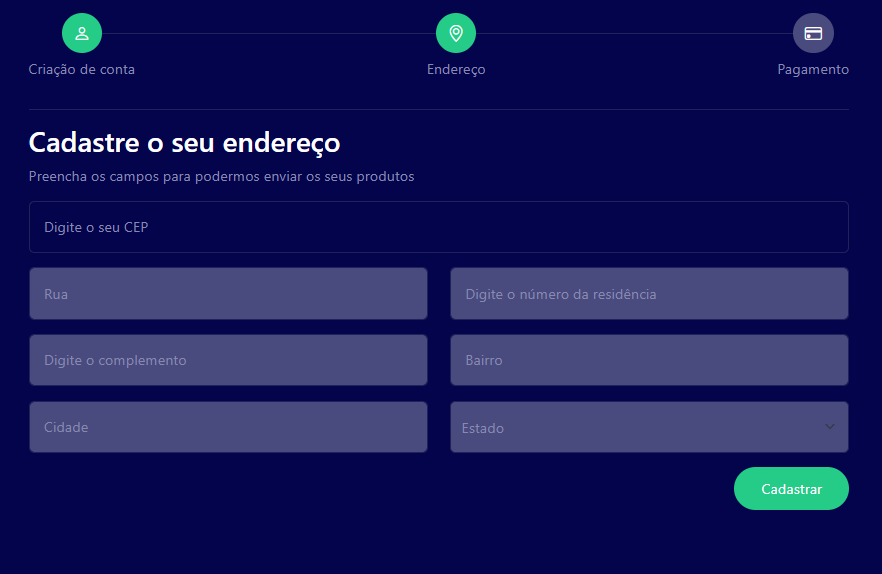 Criação de conta
Endereço
Pagamento
Cadastre o seu endereço
Preencha os campos para podermos enviar os seus produtos
Digite o seu CEP
Rua
Digite o número da residência
Digite o complemento
Bairro
Cidade
Estado
Cadastrar